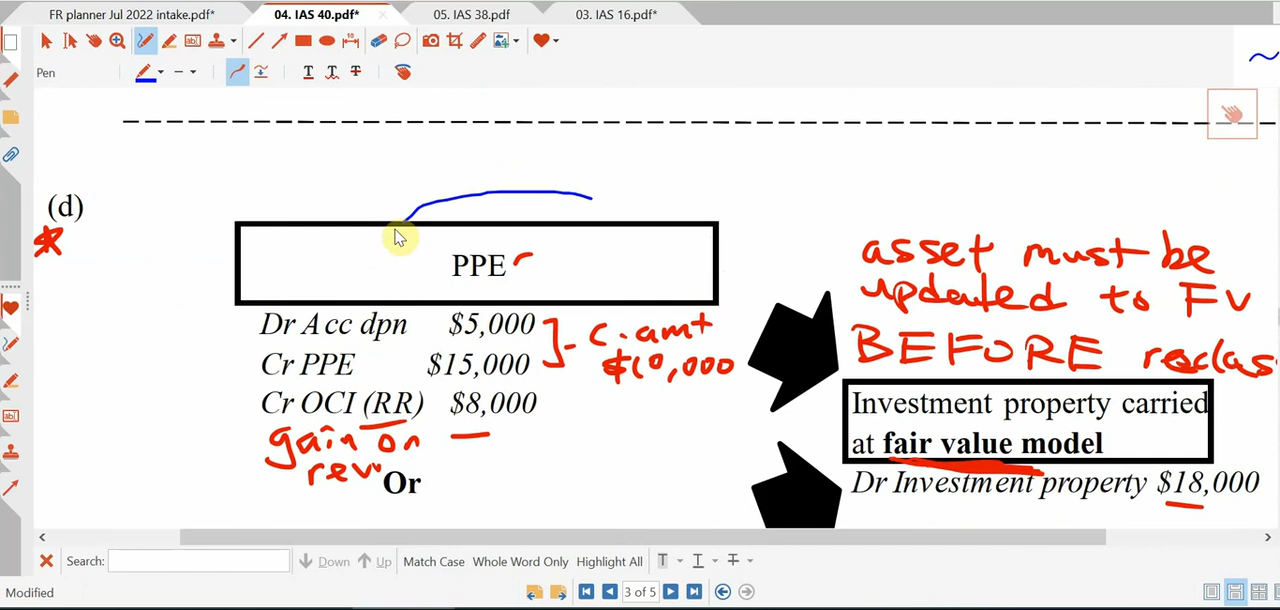 FR planner Jul 2022 intake.pdf*
04. IAS 40.pdf*
05. IAS 38.pdf
03. IAS 16.pdf*
Pen
(d)
PPE
Dr Acc dpn $5,000
Cr PPE $15,000
Cr OCI (RR) $8,000
c.amt
$10,000
gain on
rev'
Or
asset must be
updated to FV
BEFORE reclas
Investment property carried
at fair value model
Dr Investment property $18,000
Search:
Down
Up
Match Case
Whole Word Only
Highlight All
Modified
3 of 5